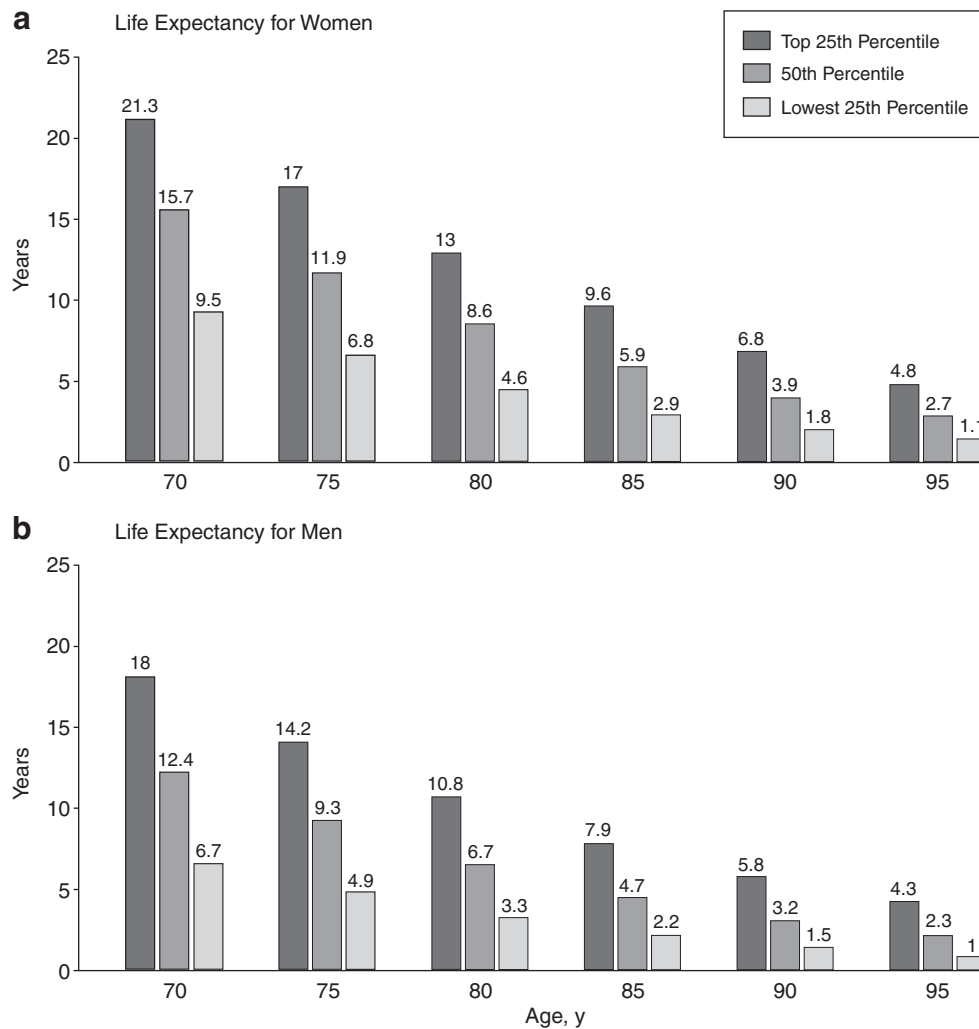 a Life Expectancy for Women
Top 25th Percentile
50th Percentile
Lowest 25th Percentile
25
20
15
10
5
0
Years
21.3 15.7 9.5
17 11.9 6.8
13 8.6 4.6
9.6 5.9 2.9
6.8 3.9 1.8
4.8 2.7
70 75 80 85 90 95
b Life Expectancy for Men
25
20
15
10
5
0
Years
18 12.4 6.7
14.2 9.3 4.9
10.8 6.7 3.3
7.9 4.7 2.2
5.8 3.2 1.5
4.3 2.3 1
70 75 80 85 90 95
Age, y